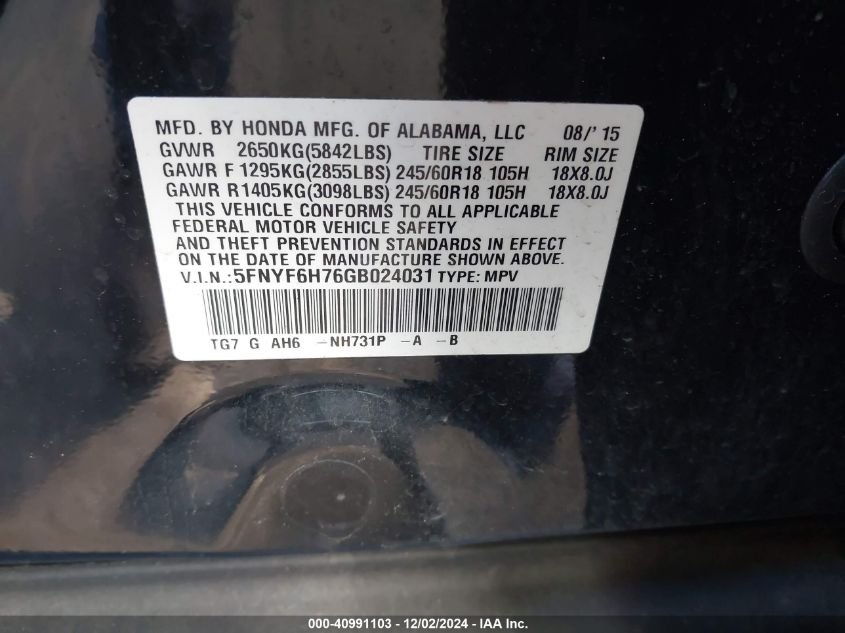 MFD. BY HONDA MFG. OF ALABAMA, LLC 08/'15
GVWR 2650KG(5842LBS) TIRE SIZE RIM SIZE
GAWR F 1295KG(2855LBS) 245/60R18 105H 18X8.0J
GAWR R1405KG(3098LBS) 245/60R18 105H 18X8.0J
THIS VEHICLE CONFORMS TO ALL APPLICABLE
FEDERAL MOTOR VEHICLE SAFETY
AND THEFT PREVENTION STANDARDS IN EFFECT
ON THE DATE OF MANUFACTURE SHOWN ABOVE.
V.I.N.:5FNYF6H76GB024031 TYPE: MPV
TG7 G AH6 -NH731P -A -B
000-40991103 - 12/02/2024 - IAA Inc.